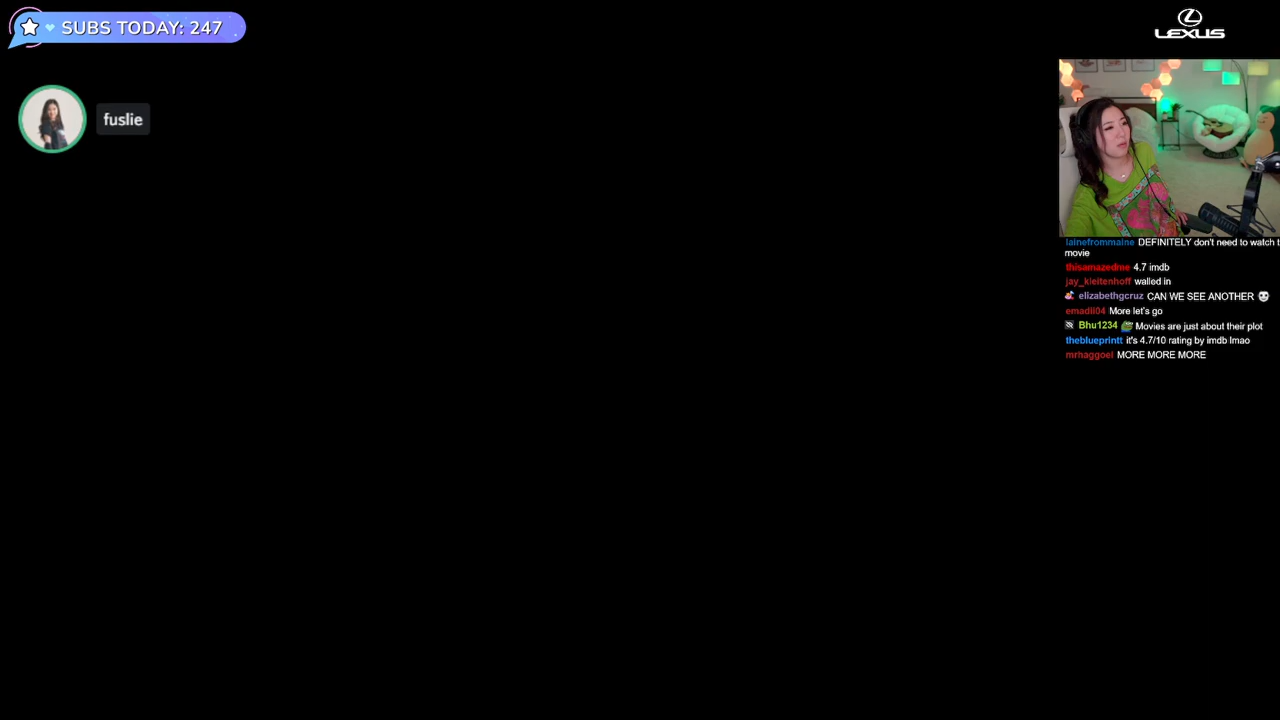 SUBS TODAY: 247
LEXUS
fuslie
lainefrommaine DEFINITELY don't need to watch t
movie
thisamazedme 4.7 imdb
jay_kieitenhoff walled in
elizabethgcruz CAN WE SEE ANOTHER
emadii04 More let's go
Bhu1234 Movies are just about their plot
theblueprintt it's 4.7/10 rating by imdb lmao
mrhaggoel MORE MORE MORE